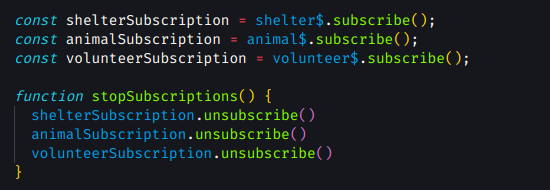 const shelterSubscription = shelter$.subscribe();
const animalSubscription = animal$.subscribe();
const volunteerSubscription = volunteer$.subscribe();

function stopSubscriptions() {
  shelterSubscription.unsubscribe()
  animalSubscription.unsubscribe()
  volunteerSubscription.unsubscribe()
}